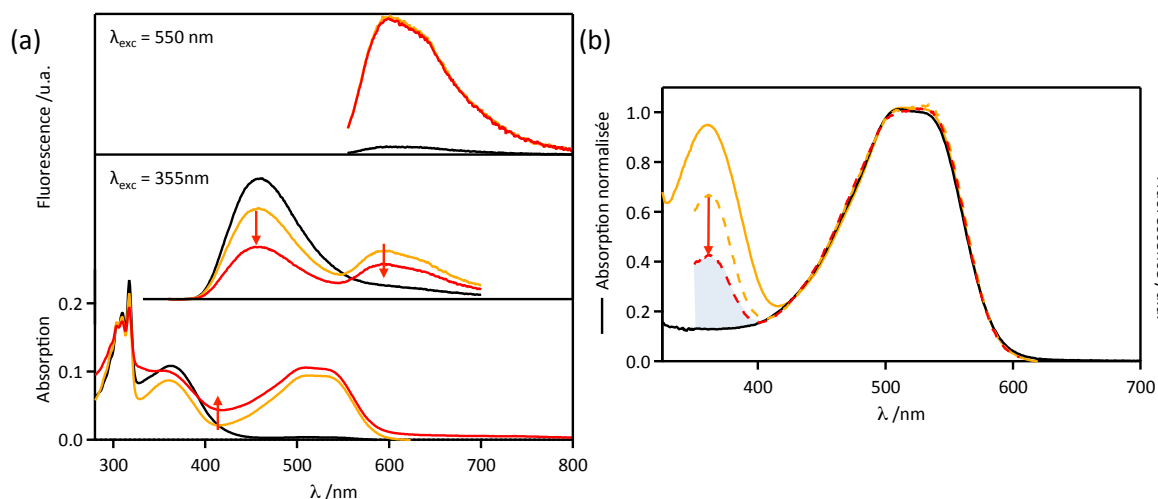 (a)
λexc = 550 nm
Fluorescence /u.a.
λexc = 355nm
Absorption
0.2
0.1
0.0
300
400
500
600
700
800
λ /nm
(b)
Absorption normalisée
1.0
0.8
0.6
0.4
0.2
0.0
400
500
600
700
λ /nm